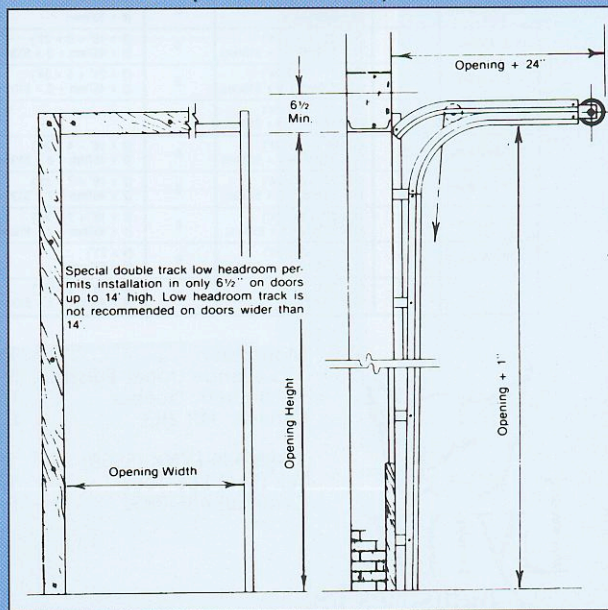 Opening + 24"
6½
Min.
Special double track low headroom per-
mits installation in only 6½" on doors
up to 14' high. Low headroom track is
not recommended on doors wider than
14'.
Opening Height
Opening + 1"
Opening Width